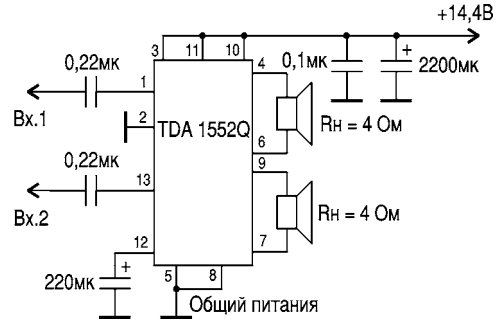 +14,4В
3
11
10
0,22мк
1
4
0,1мк
+
2200мк
Вх.1
2
TDA 1552Q
Rн = 4 Ом
6
0,22мк
9
13
Вх.2
Rн = 4 Ом
12
7
+
220мк
5
8
Общий питания